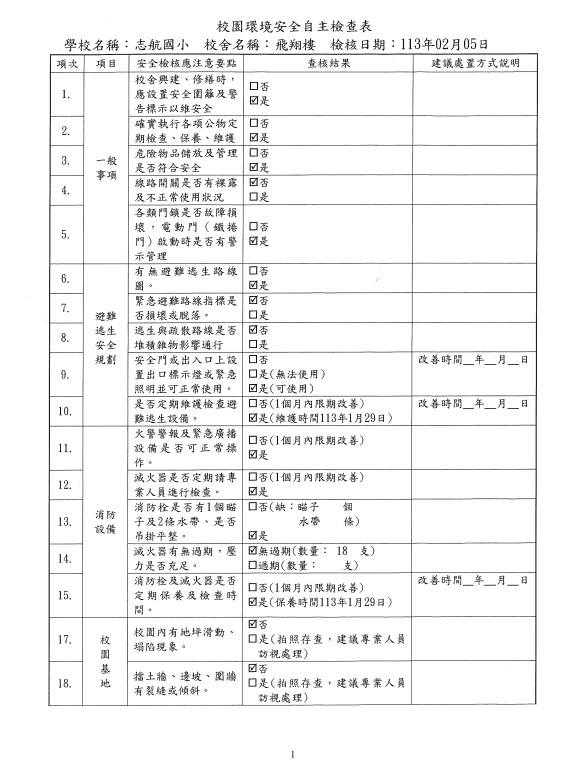 校園環境安全自主檢查表
學校名稱：志航國小　校舍名稱：飛翔樓　檢核日期：113年02月05日
項次　項目　安全檢核應注意要點　查核結果　建議處置方式說明
一般
事項
1.
校舍興建、修繕時，
應設置安全圍籬及警
告標示以維安全
☐否
☑是
2.
確實執行各項公物定
期檢查、保養、維護
☐否
☑是
3.
危險物品儲放及管理
是否符合安全
☐否
☑是
4.
線路開關是否有裸露
及不正常使用狀況
☑否
☐是
5.
各類門鎖是否故障損
壞，電動門（鐵捲
門）啟動時是否有警
示管理
☐否
☑是
避難
逃生
安全
規劃
6.
有無避難逃生路線
圖。
☐否
☑是
7.
緊急避難路線指標是
否損壞或脫落。
☑否
☐是
8.
逃生與疏散路線是否
堆積雜物影響通行
☑否
☐是
9.
安全門或出入口上設
置出口標示燈或緊急
照明並可正常使用。
☐否
☐是(無法使用)
☑是(可使用)
改善時間__年__月__日
10.
是否定期維護檢查避
難逃生設備。
☐否(1個月內限期改善)
☑是(維護時間113年1月29日)
改善時間__年__月__日
消防
設備
11.
火警警報及緊急廣播
設備是否可正常操
作。
☐否(1個月內限期改善)
☑是
12.
滅火器是否定期請專
業人員進行檢查。
☐否(1個月內限期改善)
☑是
13.
消防栓是否有1個瞄
子及2條水帶、是否
吊掛平整。
☐否(缺：瞄子　　個
水帶　　條)
☑是
14.
滅火器有無過期，壓
力是否充足。
☑無過期(數量： 18 支)
☐過期(數量：　　支)
15.
消防栓及滅火器是否
定期保養及檢查時
間。
☐否(1個月內限期改善)
☑是(保養時間113年1月29日)
改善時間__年__月__日
校
園
基
地
17.
校園內有地坪滑動、
塌陷現象。
☑否
☐是(拍照存查，建議專業人員
訪視處理)
18.
擋土牆、邊坡、圍牆
有裂縫或傾斜。
☑否
☐是(拍照存查，建議專業人員
訪視處理)
1